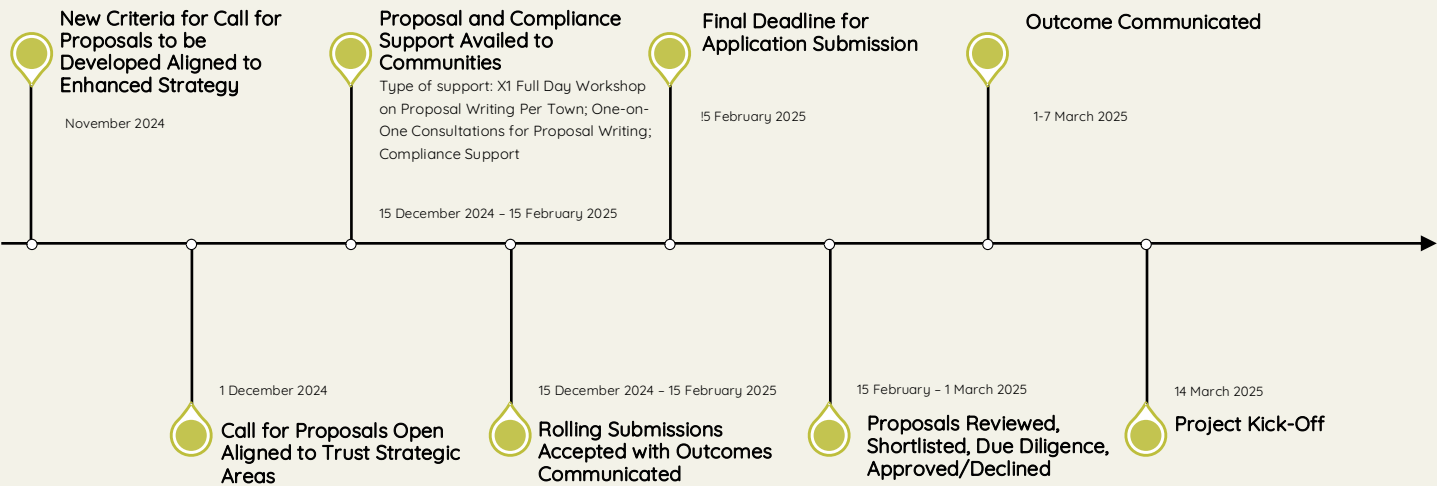 New Criteria for Call for
Proposals to be
Developed Aligned to
Enhanced Strategy
November 2024
Proposal and Compliance
Support Availed to
Communities
Type of support: X1 Full Day Workshop
on Proposal Writing Per Town; One-on-
One Consultations for Proposal Writing;
Compliance Support
15 December 2024 – 15 February 2025
Final Deadline for
Application Submission
!5 February 2025
Outcome Communicated
1-7 March 2025
1 December 2024
Call for Proposals Open
Aligned to Trust Strategic
Areas
15 December 2024 – 15 February 2025
Rolling Submissions
Accepted with Outcomes
Communicated
15 February – 1 March 2025
Proposals Reviewed,
Shortlisted, Due Diligence,
Approved/Declined
14 March 2025
Project Kick-Off